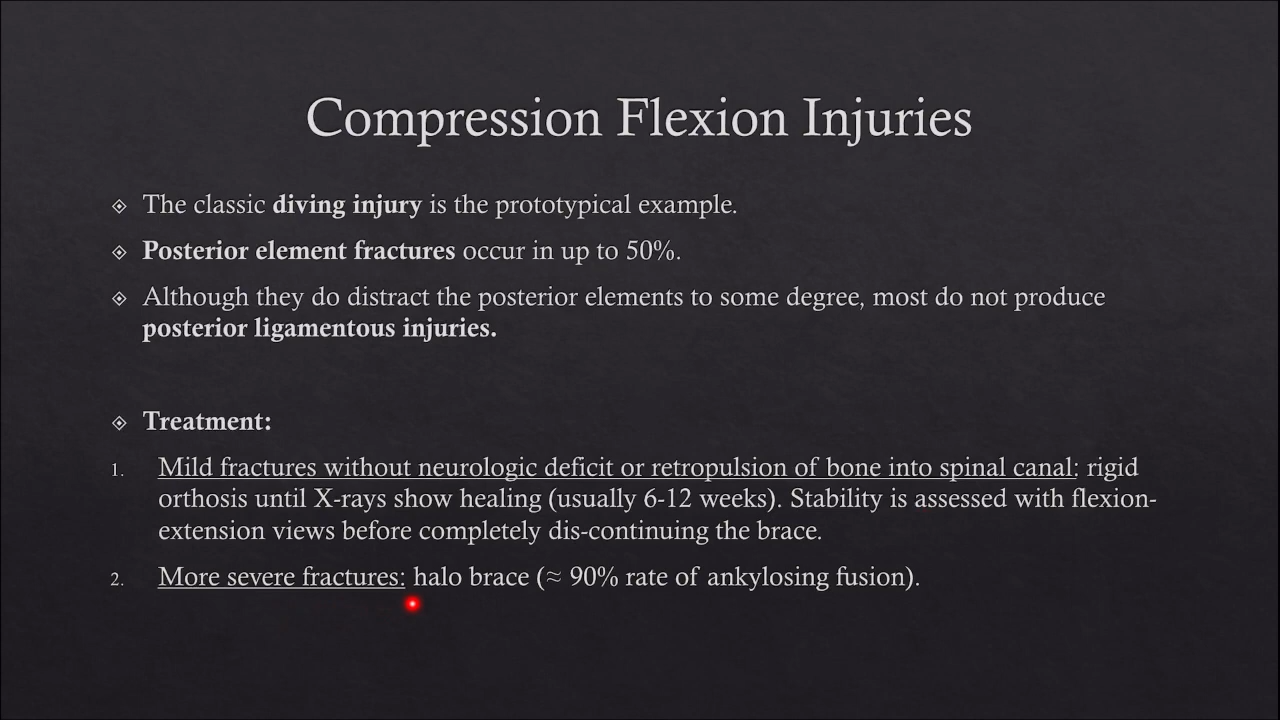 Compression Flexion Injuries
The classic diving injury is the prototypical example.
Posterior element fractures occur in up to 50%.
Although they do distract the posterior elements to some degree, most do not produce
posterior ligamentous injuries.
Treatment:
1. Mild fractures without neurologic deficit or retropulsion of bone into spinal canal: rigid
orthosis until X-rays show healing (usually 6-12 weeks). Stability is assessed with flexion-
extension views before completely dis-continuing the brace.
2. More severe fractures: halo brace (≈ 90% rate of ankylosing fusion).